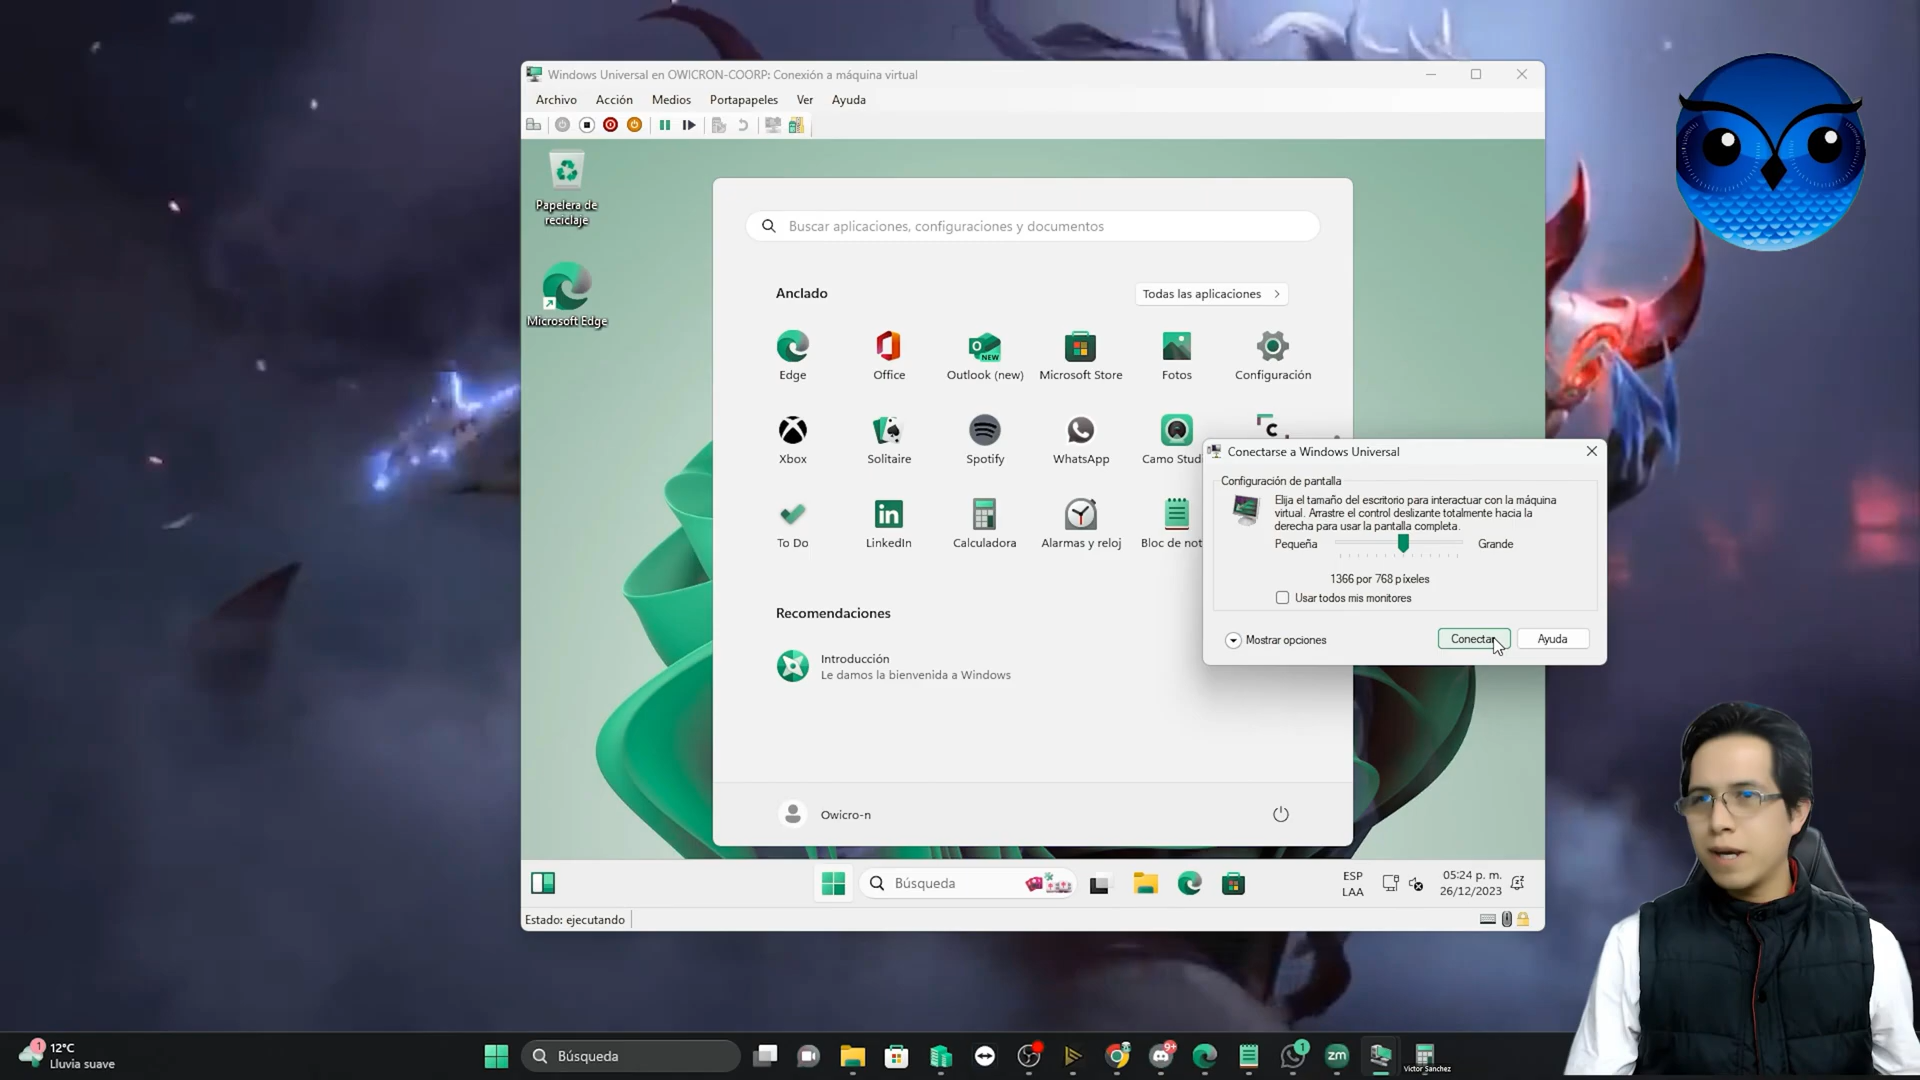 Windows Universal en OWICRON-COORP: Conexión a máquina virtual
Archivo Acción Medios Portapapeles Ver Ayuda
Papelera de
reciclaje
Microsoft Edge
Buscar aplicaciones, configuraciones y documentos
Anclado
Todas las aplicaciones
Edge
Office
Outlook (new)
Microsoft Store
Fotos
Configuración
Xbox
Solitaire
Spotify
WhatsApp
Camo Stud
To Do
LinkedIn
Calculadora
Alarmas y reloj
Bloc de not
Recomendaciones
Introducción
Le damos la bienvenida a Windows
Owicro-n
Conectarse a Windows Universal
Configuración de pantalla
Elija el tamaño del escritorio para interactuar con la máquina
virtual. Arrastre el control deslizante totalmente hacia la
derecha para usar la pantalla completa.
Pequeña
Grande
1366 por 768 píxeles
Usar todos mis monitores
Mostrar opciones
Conectar
Ayuda
Búsqueda
ESP
LAA
05:24 p. m.
26/12/2023
Estado: ejecutando
1
12°C
Lluvia suave
Búsqueda
9+
1
zm
Victor Sanchez